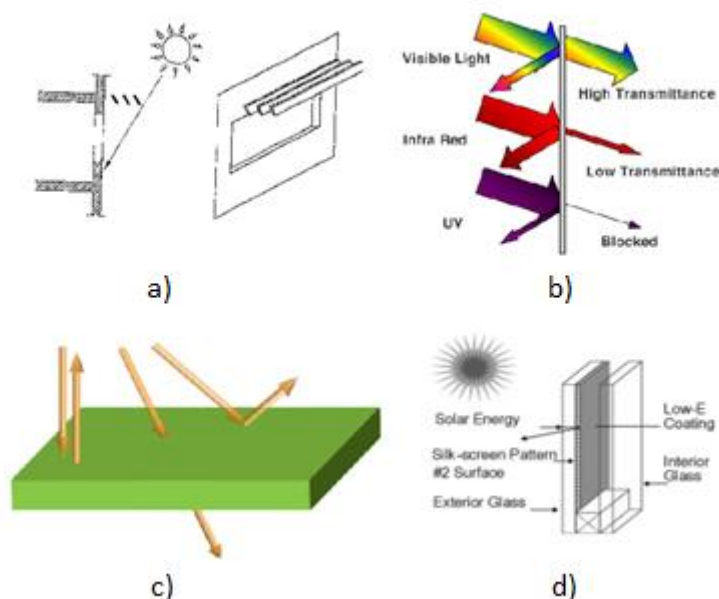 Visible Light
High Transmittance
Infra Red
Low Transmittance
UV
Blocked
a)
b)
Solar Energy
Low-E
Coating
Silk-screen Pattern
#2 Surface
Interior
Glass
Exterior Glass
c)
d)